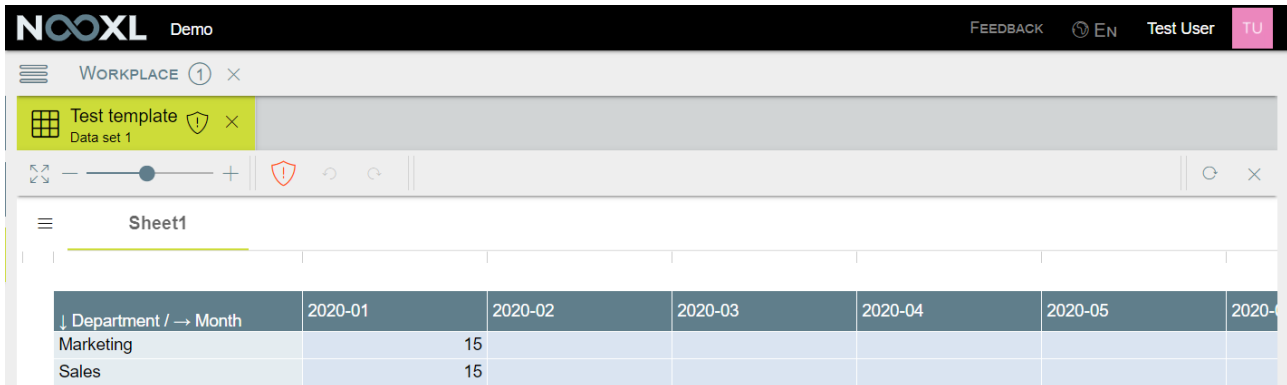 NOOXL Demo FEEDBACK EN Test User TU
WORKPLACE 1
Test template
Data set 1
Sheet1
↓ Department / → Month 2020-01 2020-02 2020-03 2020-04 2020-05 2020-
Marketing 15
Sales 15